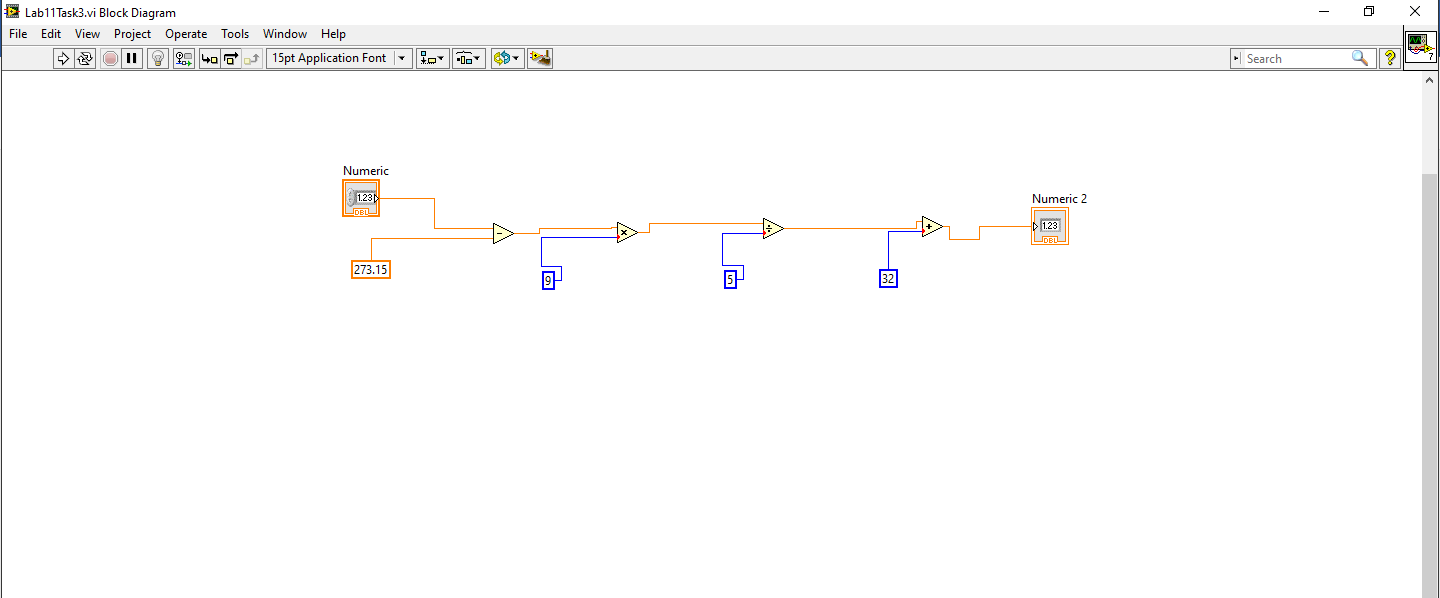 Lab11Task3.vi Block Diagram
File Edit View Project Operate Tools Window Help
15pt Application Font
Search
?
7
Numeric
1.23
DBL
Numeric 2
1.23
DBL
-
×
÷
+
273.15
9
5
32